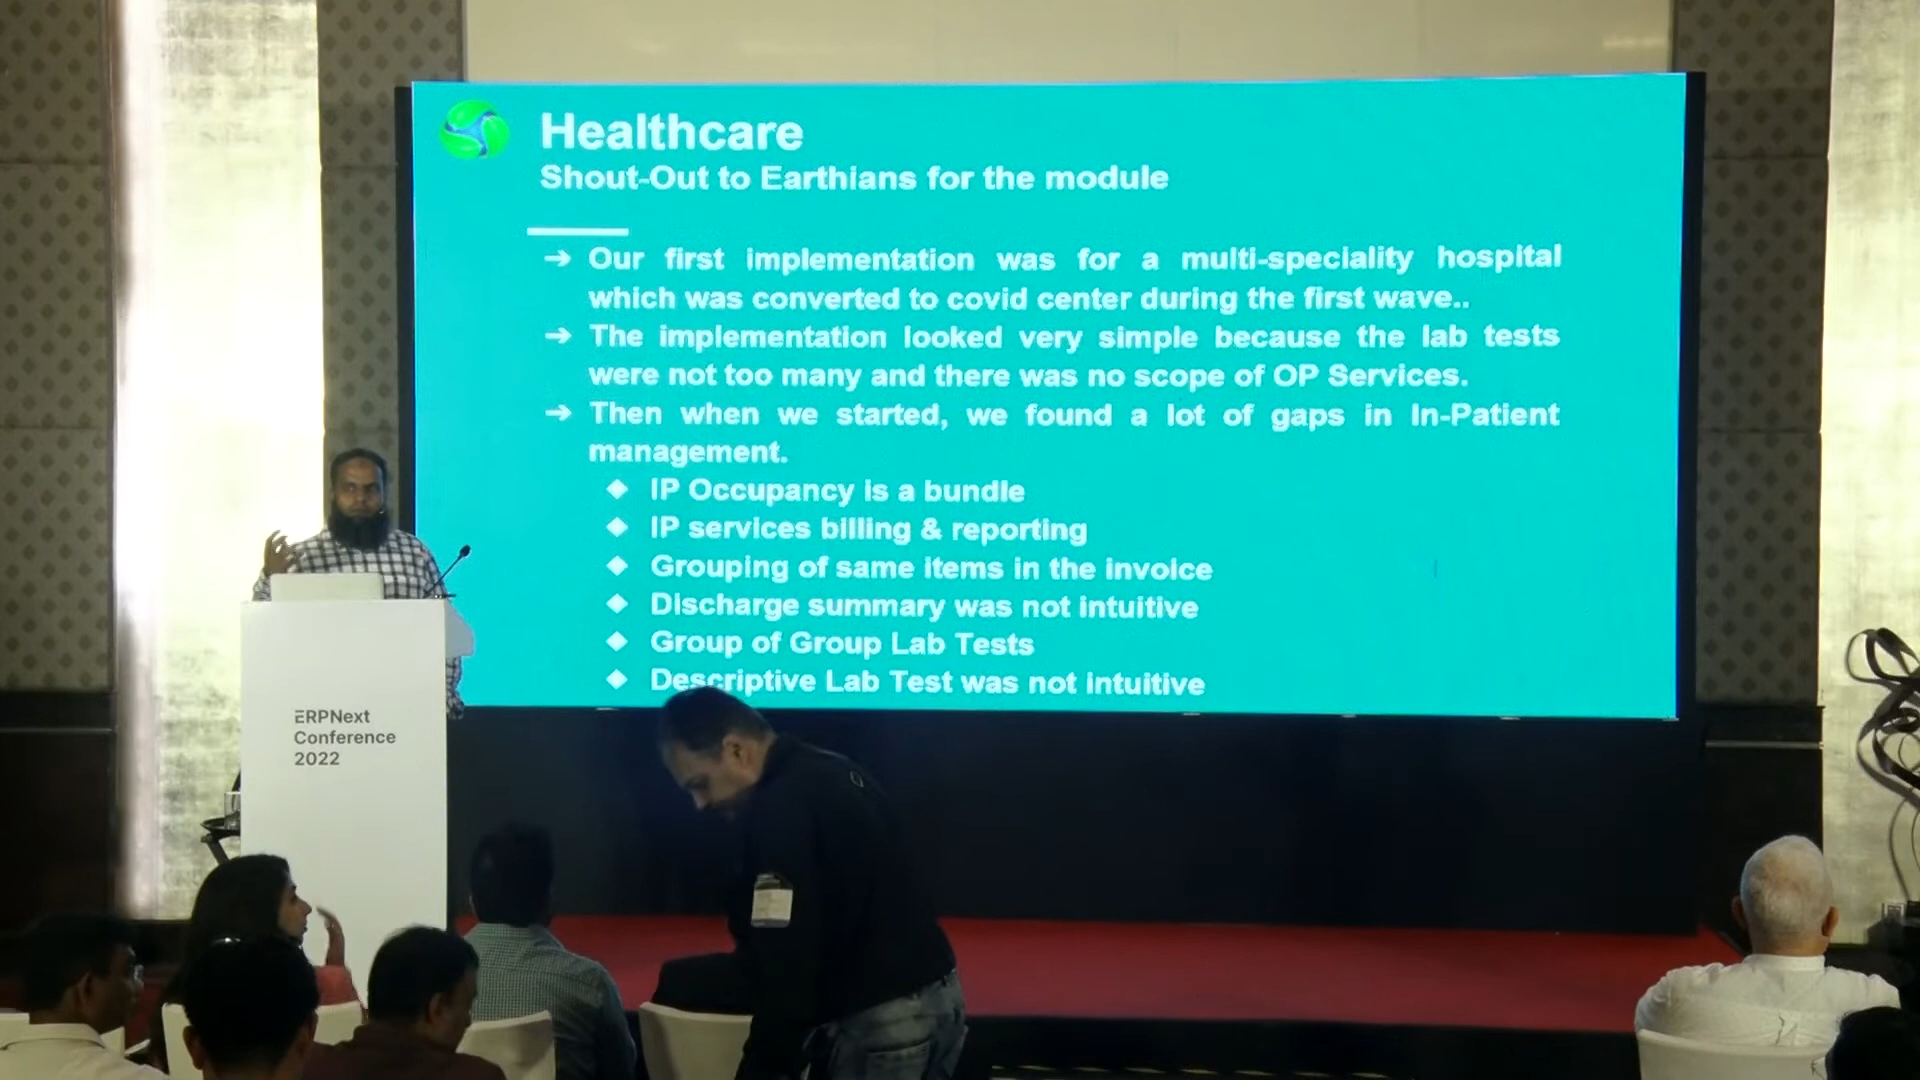 Healthcare
Shout-Out to Earthians for the module
➔ Our first implementation was for a multi-speciality hospital
which was converted to covid center during the first wave..
➔ The implementation looked very simple because the lab tests
were not too many and there was no scope of OP Services.
➔ Then when we started, we found a lot of gaps in In-Patient
management.
◆ IP Occupancy is a bundle
◆ IP services billing & reporting
◆ Grouping of same items in the invoice
◆ Discharge summary was not intuitive
◆ Group of Group Lab Tests
◆ Descriptive Lab Test was not intuitive
ERPNext
Conference
2022